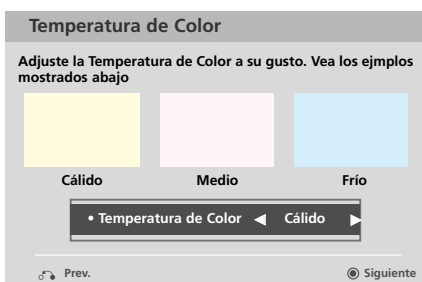 Temperatura de Color
Adjuste la Temperatura de Color a su gusto. Vea los ejmplos
mostrados abajo
Cálido Medio Frío
• Temperatura de Color ◀ Cálido ▶
Prev. Siguiente